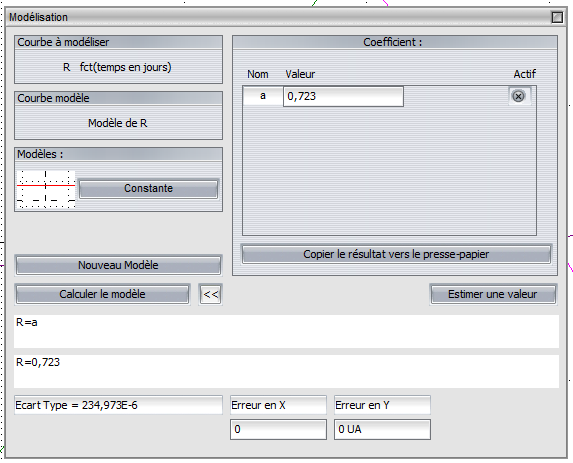 Modélisation
Courbe à modéliser
R fct(temps en jours)
Courbe modèle
Modèle de R
Modèles :
Constante
Nouveau Modèle
Calculer le modèle
<<
Coefficient :
Nom Valeur Actif
a 0,723
Copier le résultat vers le presse-papier
Estimer une valeur
R=a
R=0,723
Ecart Type = 234,973E-6
Erreur en X Erreur en Y
0 0 UA